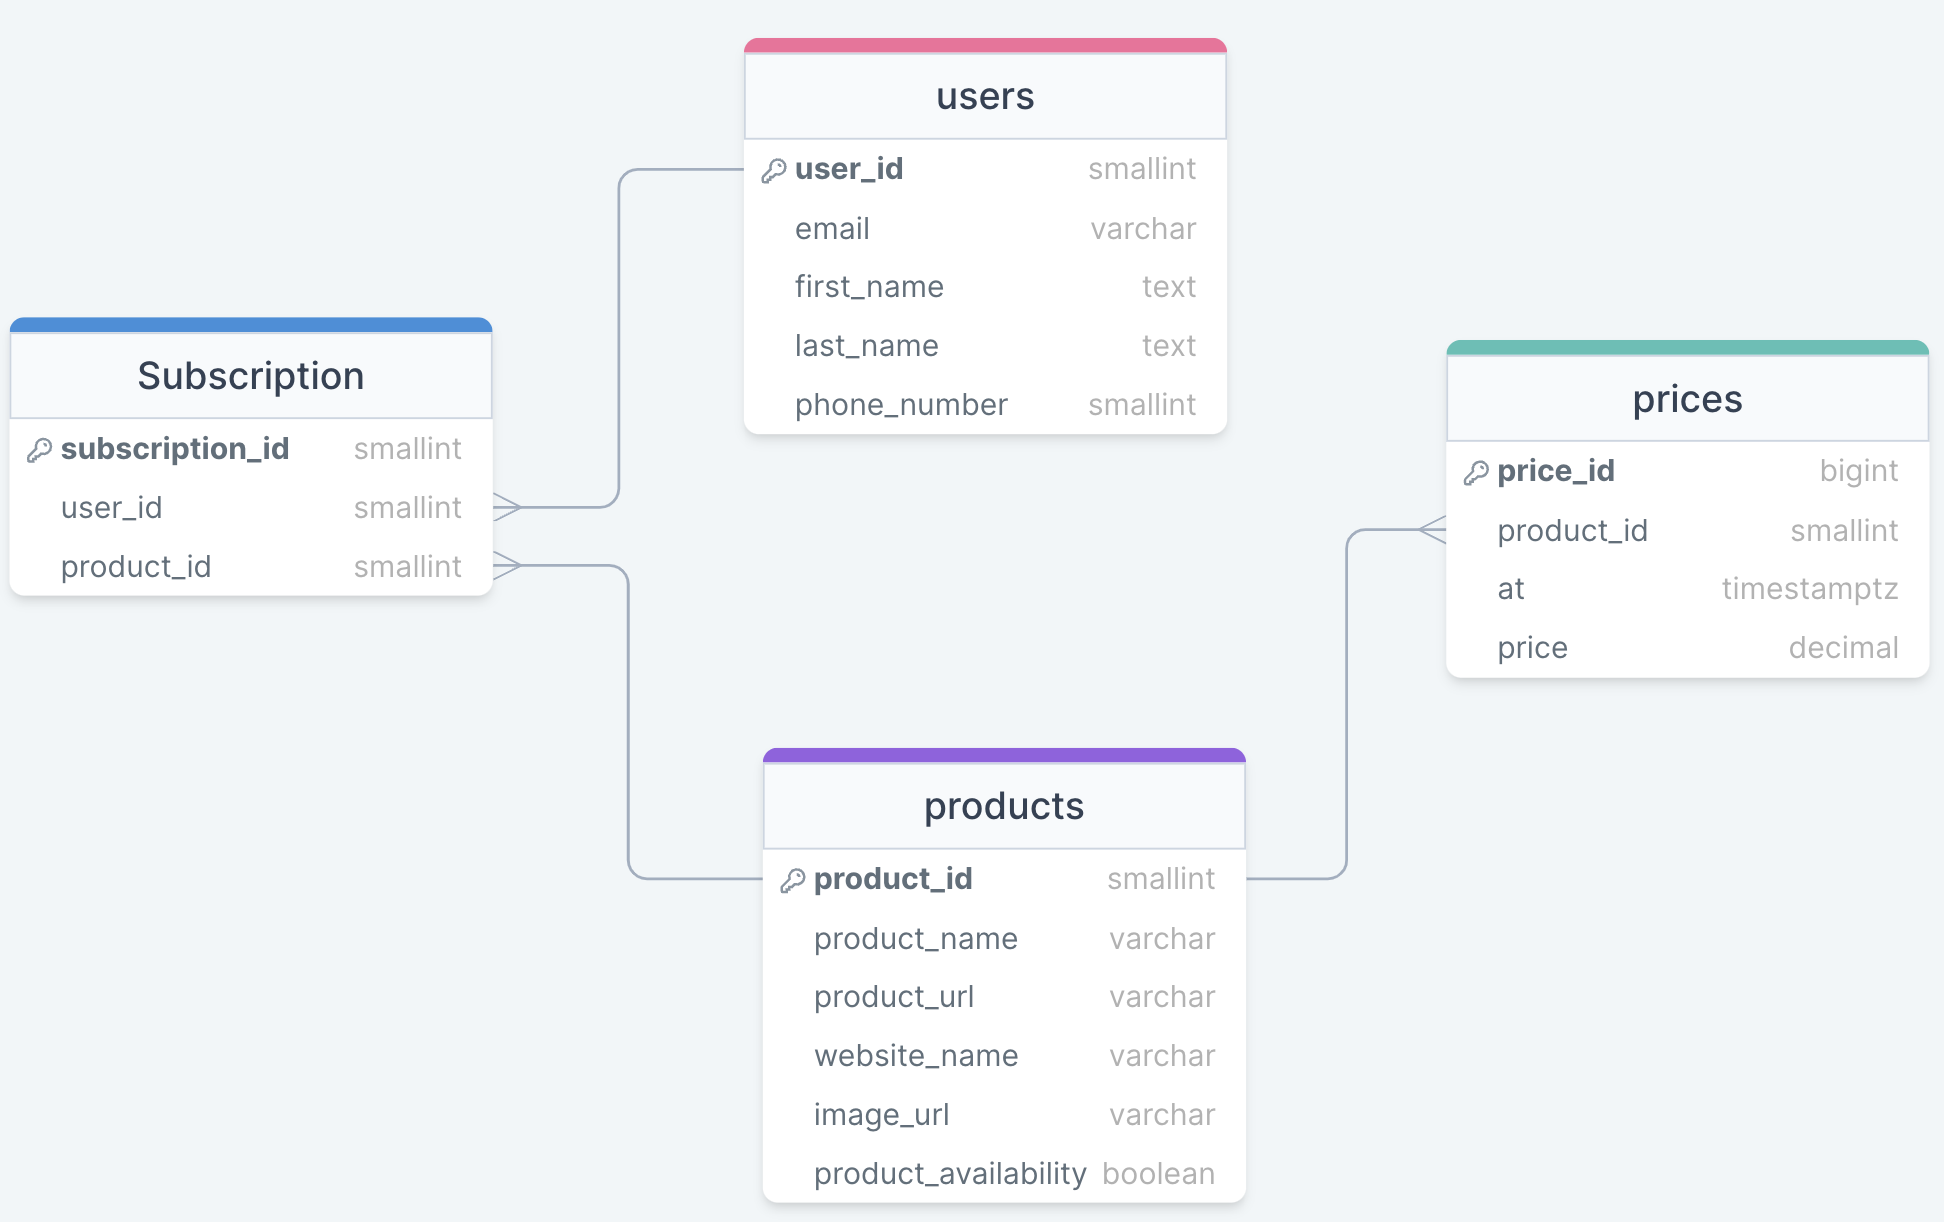 users
user_id smallint
email varchar
first_name text
last_name text
phone_number smallint
Subscription
subscription_id smallint
user_id smallint
product_id smallint
prices
price_id bigint
product_id smallint
at timestamptz
price decimal
products
product_id smallint
product_name varchar
product_url varchar
website_name varchar
image_url varchar
product_availability boolean